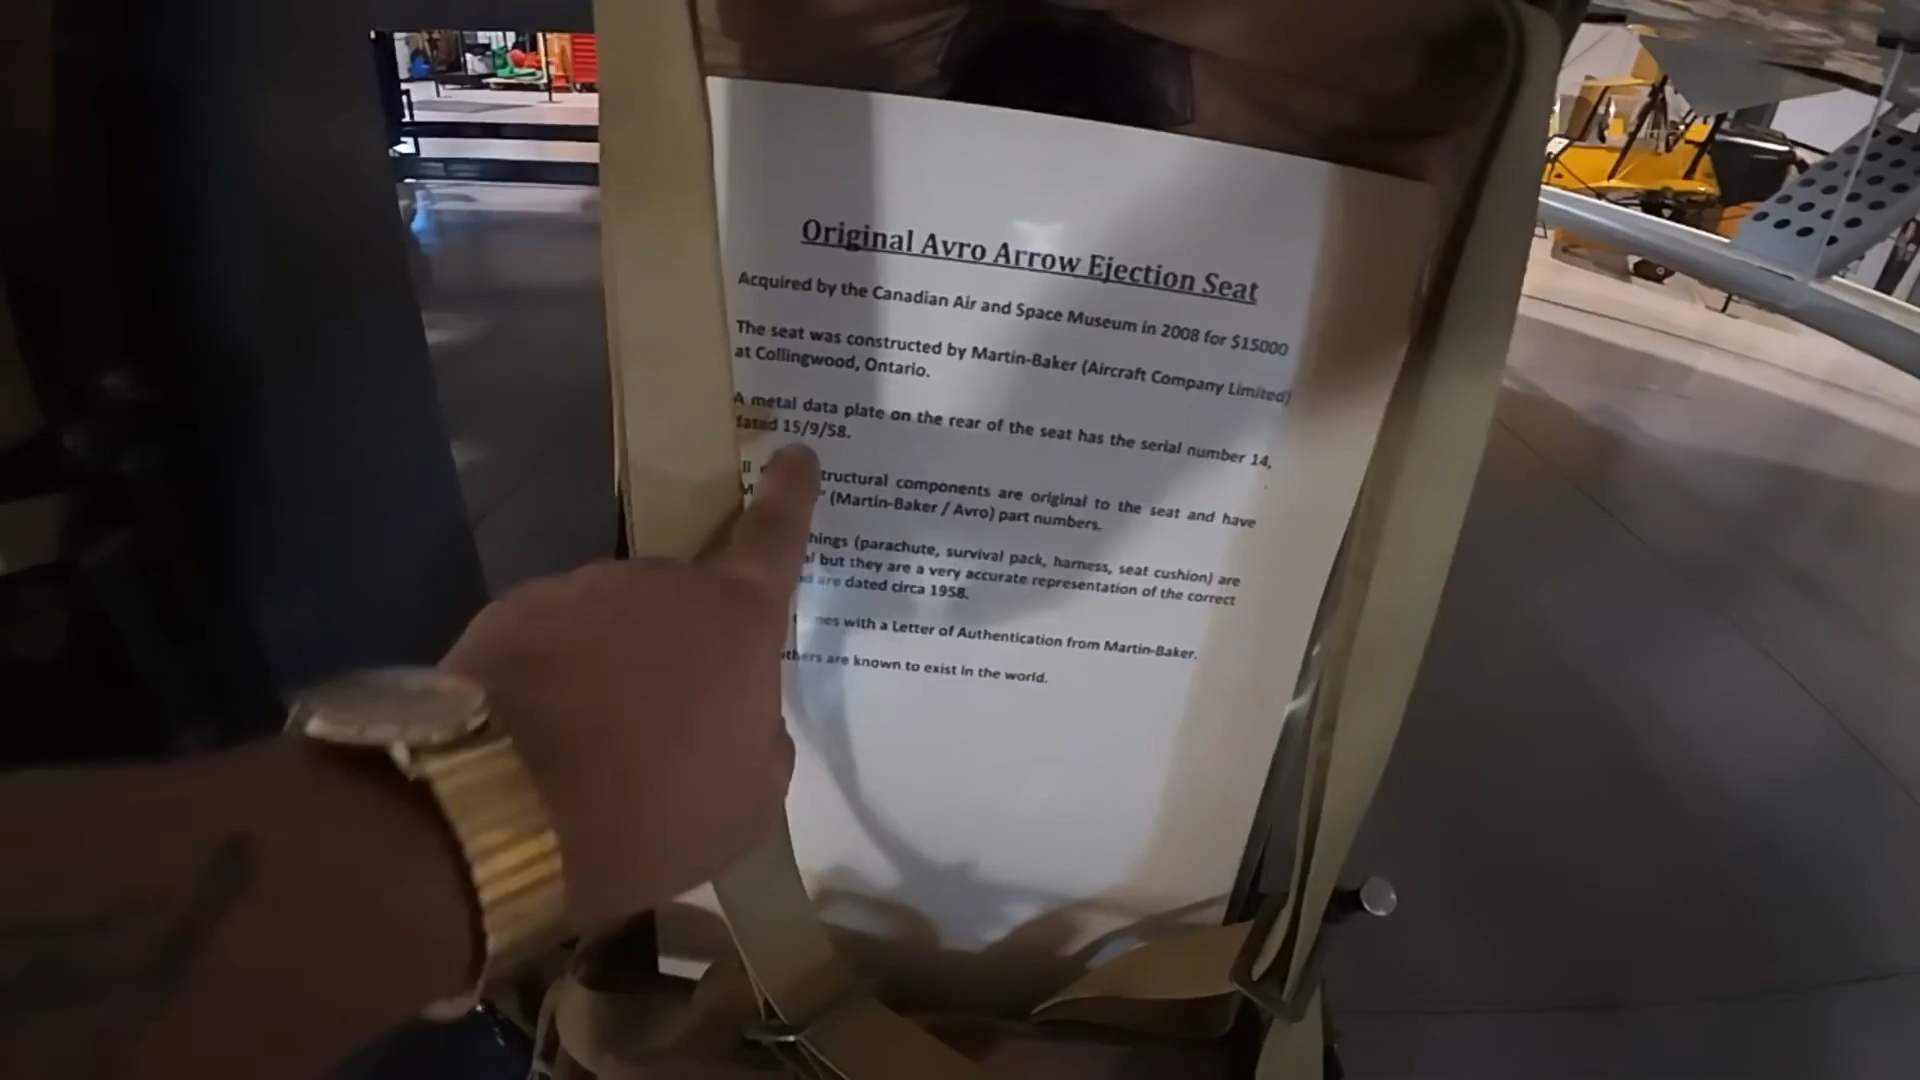 Original Avro Arrow Ejection Seat
Acquired by the Canadian Air and Space Museum in 2008 for $15000
The seat was constructed by Martin-Baker (Aircraft Company Limited)
at Collingwood, Ontario.
A metal data plate on the rear of the seat has the serial number 14,
dated 15/9/58.
structural components are original to the seat and have
(Martin-Baker / Avro) part numbers.
(parachute, survival pack, harness, seat cushion) are
but they are a very accurate representation of the correct
are dated circa 1958.
with a Letter of Authentication from Martin-Baker.
others are known to exist in the world.